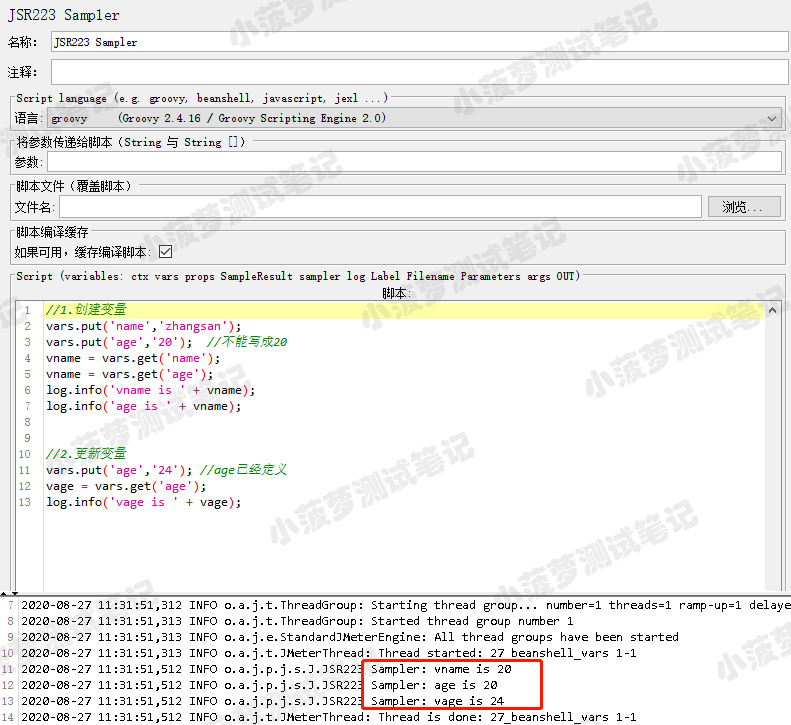 JSR223 Sampler
名称: JSR223 Sampler
注释:
Script language (e.g. groovy, beanshell, javascript, jexl ...)
语言: groovy (Groovy 2.4.16 / Groovy Scripting Engine 2.0)
将参数传递给脚本（String 与 String []）
参数:
脚本文件（覆盖脚本）
文件名: 浏览...
脚本编译缓存
如果可用，缓存编译脚本:
Script (variables: ctx vars props SampleResult sampler log Label Filename Parameters args OUT)
脚本:
1 //1.创建变量
2 vars.put('name','zhangsan');
3 vars.put('age','20'); //不能写成20
4 vname = vars.get('name');
5 vname = vars.get('age');
6 log.info('vname is ' + vname);
7 log.info('age is ' + vname);
8
9
10 //2.更新变量
11 vars.put('age','24'); //age已经定义
12 vage = vars.get('age');
13 log.info('vage is ' + vage);
7 2020-08-27 11:31:51,312 INFO o.a.j.t.ThreadGroup: Starting thread group... number=1 threads=1 ramp-up=1 delaye
8 2020-08-27 11:31:51,313 INFO o.a.j.t.ThreadGroup: Started thread group number 1
9 2020-08-27 11:31:51,313 INFO o.a.j.e.StandardJMeterEngine: All thread groups have been started
10 2020-08-27 11:31:51,313 INFO o.a.j.t.JMeterThread: Thread started: 27_beanshell_vars 1-1
11 2020-08-27 11:31:51,512 INFO o.a.j.p.j.s.J.JSR223 Sampler: vname is 20
12 2020-08-27 11:31:51,512 INFO o.a.j.p.j.s.J.JSR223 Sampler: age is 20
13 2020-08-27 11:31:51,512 INFO o.a.j.p.j.s.J.JSR223 Sampler: vage is 24
14 2020-08-27 11:31:51,512 INFO o.a.j.t.JMeterThread: Thread is done: 27_beanshell_vars 1-1
小菠萝测试笔记